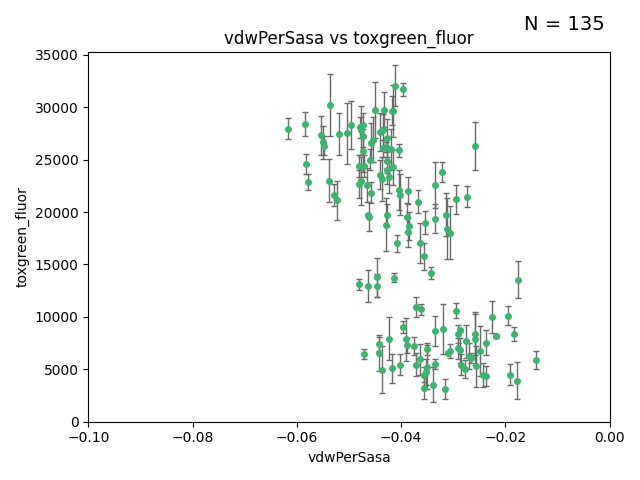 N = 135
vdwPerSasa vs toxgreen_fluor
35000
30000
25000
20000
15000
10000
5000
0
toxgreen_fluor
−0.10 −0.08 −0.06 −0.04 −0.02 0.00
vdwPerSasa